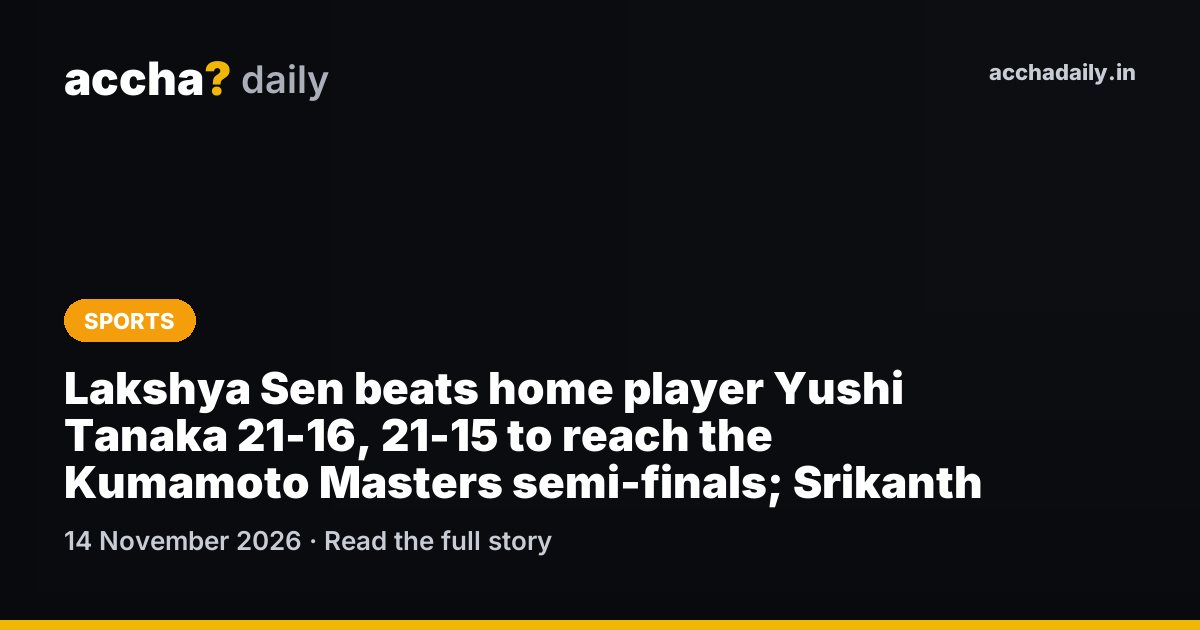 accha? daily
acchadaily.in
SPORTS
Lakshya Sen beats home player Yushi
Tanaka 21-16, 21-15 to reach the
Kumamoto Masters semi-finals; Srikanth
14 November 2026 · Read the full story